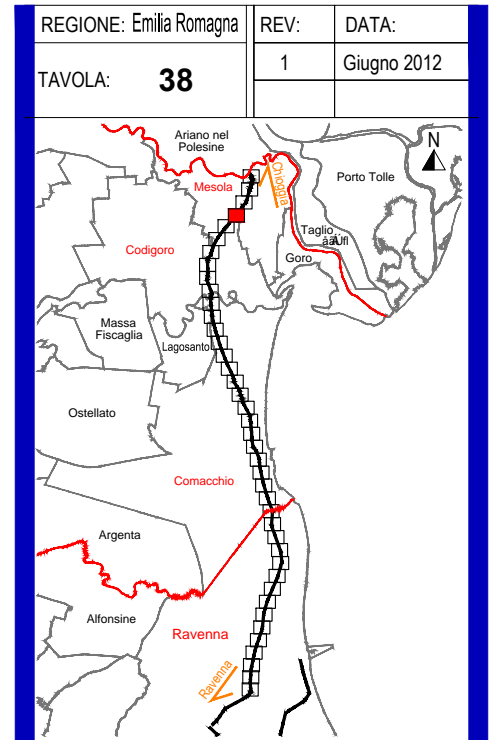 REGIONE: Emilia Romagna
REV:
DATA:
TAVOLA:
38
1
Giugno 2012
Ariano nel
Polesine
N
Mesola
Chioggia
Porto Tolle
Codigoro
Taglio
Goro
Massa
Fiscaglia
Lagosanto
Ostellato
Comacchio
Argenta
Alfonsine
Ravenna
Ravenna